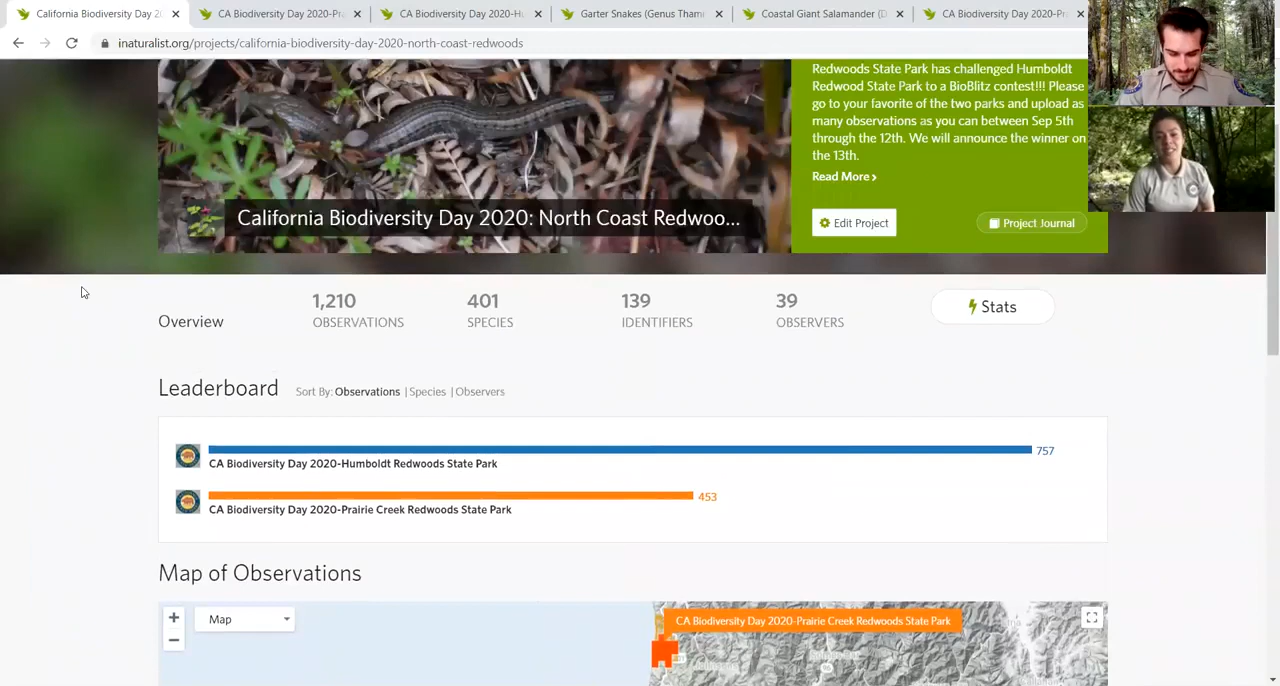 California Biodiversity Day 2
CA Biodiversity Day 2020-Pra
CA Biodiversity Day 2020-Hu
Garter Snakes (Genus Tham
Coastal Giant Salamander (D
CA Biodiversity Day 2020-Pr
inaturalist.org/projects/california-biodiversity-day-2020-north-coast-redwoods
Redwoods State Park has challenged Humboldt
Redwood State Park to a BioBlitz contest!!! Please
go to your favorite of the two parks and upload as
many observations as you can between Sep 5th
through the 12th. We will announce the winner on
the 13th.
Read More >
California Biodiversity Day 2020: North Coast Redwoo...
Edit Project
Project Journal
Overview
1,210
OBSERVATIONS
401
SPECIES
139
IDENTIFIERS
39
OBSERVERS
Stats
Leaderboard
Sort By: Observations | Species | Observers
757
CA Biodiversity Day 2020-Humboldt Redwoods State Park
453
CA Biodiversity Day 2020-Prairie Creek Redwoods State Park
Map of Observations
+
−
Map
CA Biodiversity Day 2020-Prairie Creek Redwoods State Park